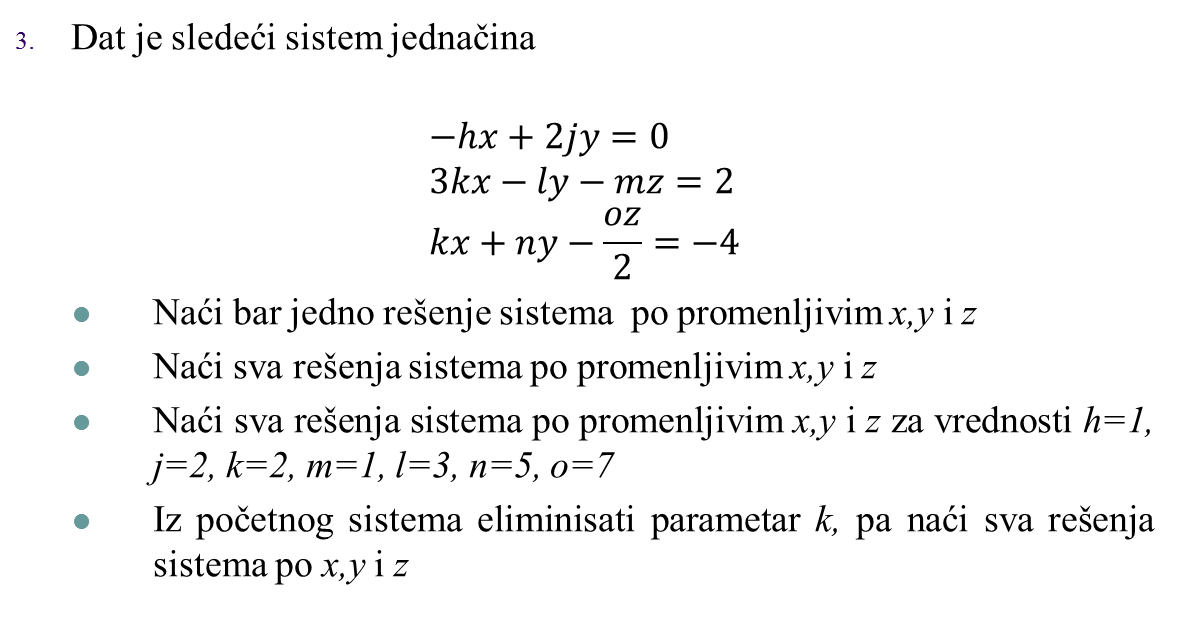 3. Dat je sledeći sistem jednačina
−hx + 2jy = 0
3kx − ly − mz = 2
kx + ny − oz/2 = −4
● Naći bar jedno rešenje sistema po promenljivim x,y i z
● Naći sva rešenja sistema po promenljivim x,y i z
● Naći sva rešenja sistema po promenljivim x,y i z za vrednosti h=1,
j=2, k=2, m=1, l=3, n=5, o=7
● Iz početnog sistema eliminisati parametar k, pa naći sva rešenja
sistema po x,y i z